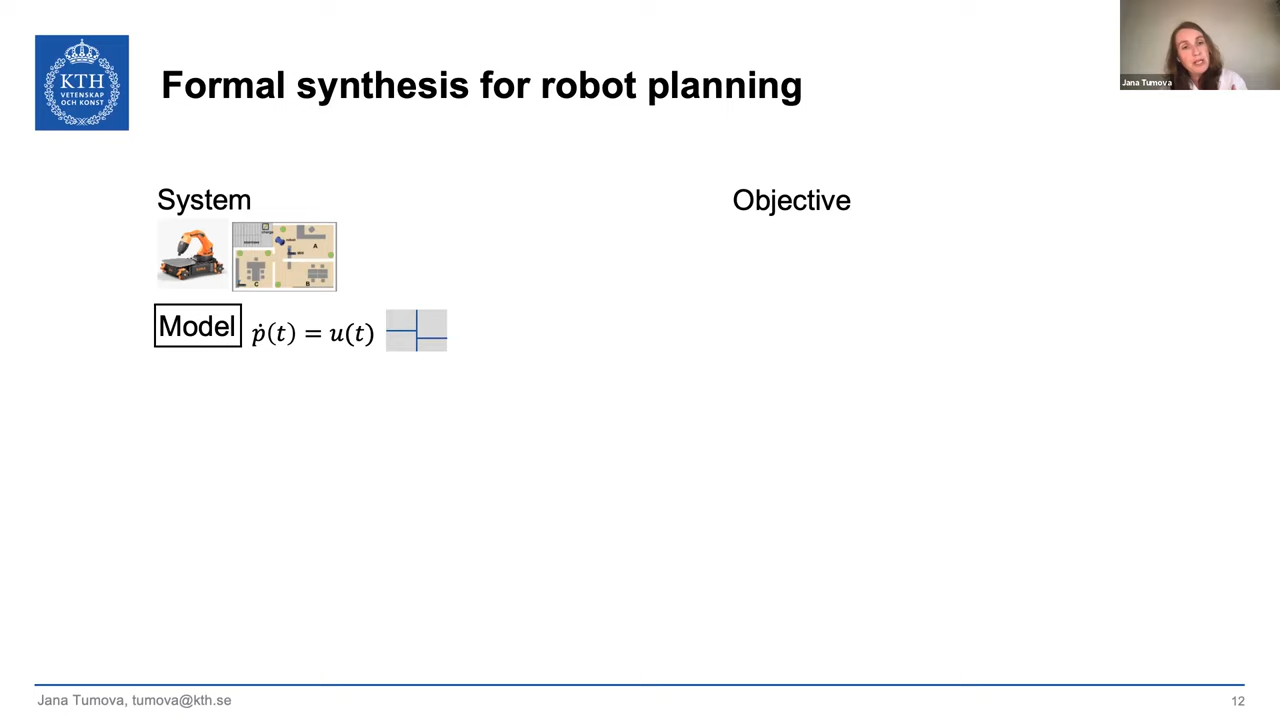 KTH
VETENSKAP
OCH KONST
Formal synthesis for robot planning
Jana Tumova
System
Objective
A
C
B
Model ṗ(t) = u(t)
Jana Tumova, tumova@kth.se
12